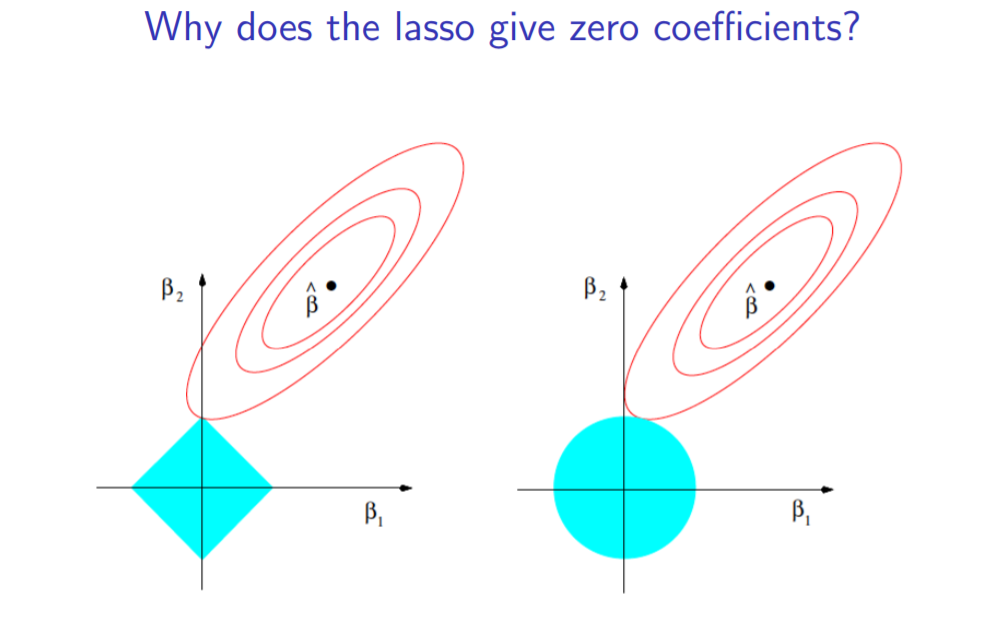 Why does the lasso give zero coefficients?
β₂
β̂
β₁
β₂
β̂
β₁